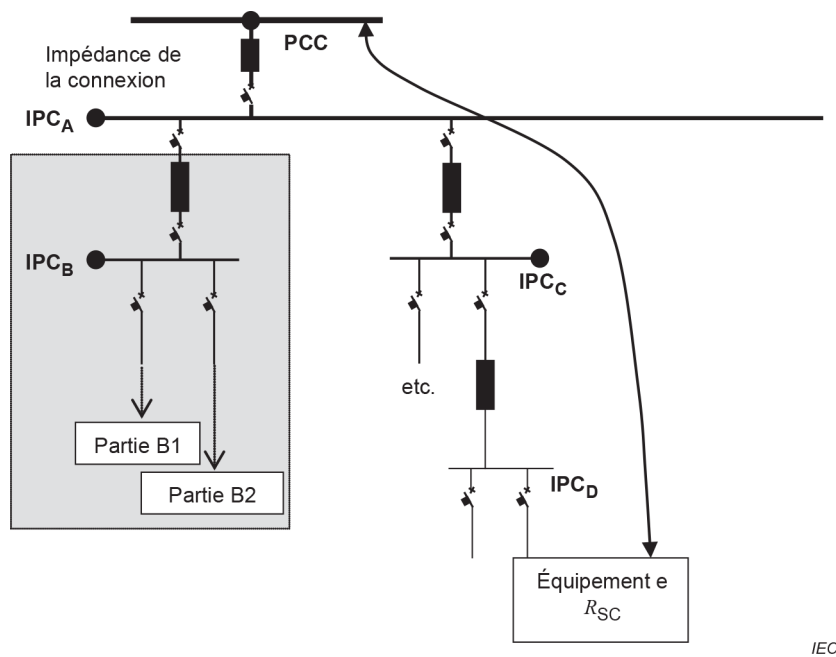 PCC
Impédance de
la connexion
IPCA
IPCB
IPCC
etc.
Partie B1
Partie B2
IPCD
Équipement e
RSC
IEC